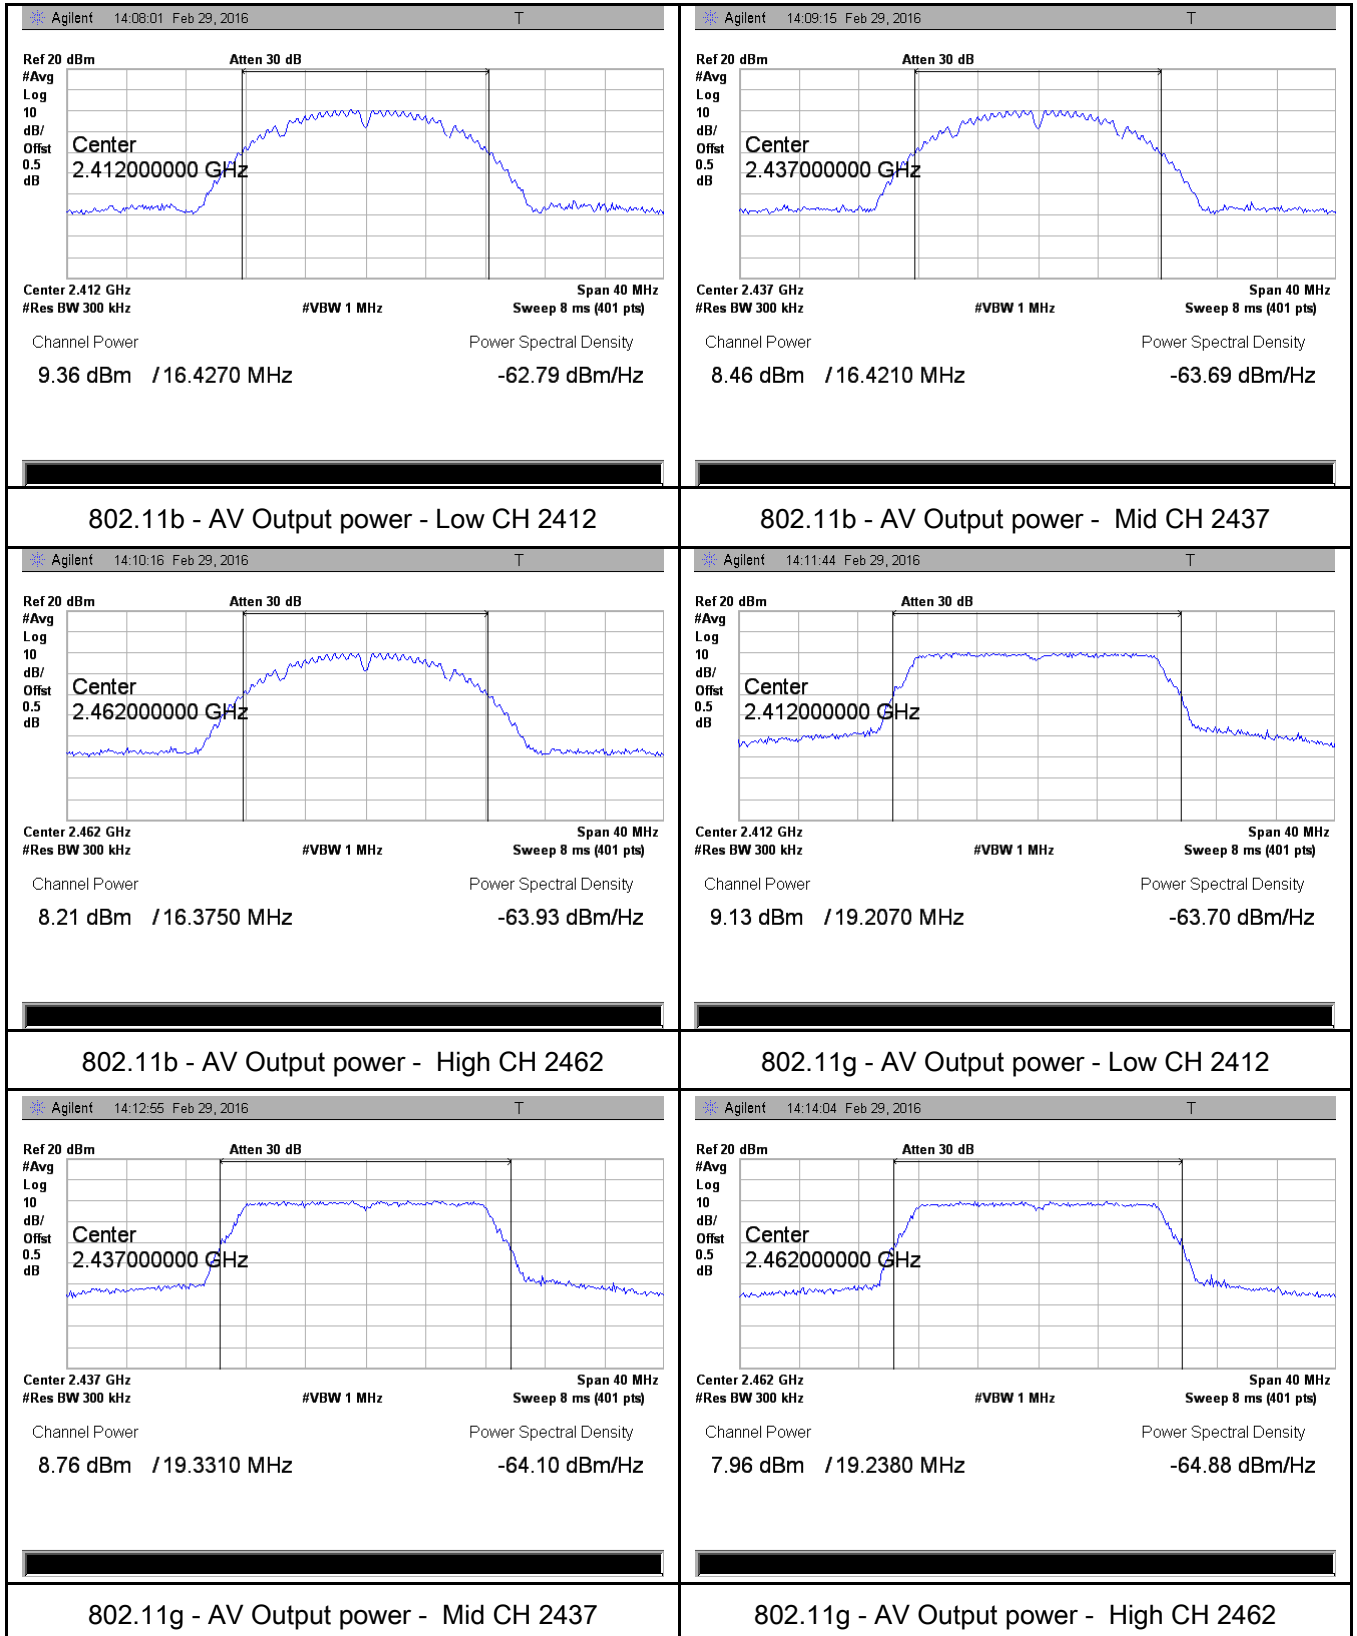 Agilent 14:08:01 Feb 29, 2016 T
Ref 20 dBm Atten 30 dB
#Avg
Log
10
dB/
Offst
0.5
dB
Center
2.412000000 GHz
Center 2.412 GHz Span 40 MHz
#Res BW 300 kHz #VBW 1 MHz Sweep 8 ms (401 pts)
Channel Power Power Spectral Density
9.36 dBm / 16.4270 MHz -62.79 dBm/Hz
802.11b - AV Output power - Low CH 2412
Agilent 14:09:15 Feb 29, 2016 T
Ref 20 dBm Atten 30 dB
#Avg
Log
10
dB/
Offst
0.5
dB
Center
2.437000000 GHz
Center 2.437 GHz Span 40 MHz
#Res BW 300 kHz #VBW 1 MHz Sweep 8 ms (401 pts)
Channel Power Power Spectral Density
8.46 dBm / 16.4210 MHz -63.69 dBm/Hz
802.11b - AV Output power - Mid CH 2437
Agilent 14:10:16 Feb 29, 2016 T
Ref 20 dBm Atten 30 dB
#Avg
Log
10
dB/
Offst
0.5
dB
Center
2.462000000 GHz
Center 2.462 GHz Span 40 MHz
#Res BW 300 kHz #VBW 1 MHz Sweep 8 ms (401 pts)
Channel Power Power Spectral Density
8.21 dBm / 16.3750 MHz -63.93 dBm/Hz
802.11b - AV Output power - High CH 2462
Agilent 14:11:44 Feb 29, 2016 T
Ref 20 dBm Atten 30 dB
#Avg
Log
10
dB/
Offst
0.5
dB
Center
2.412000000 GHz
Center 2.412 GHz Span 40 MHz
#Res BW 300 kHz #VBW 1 MHz Sweep 8 ms (401 pts)
Channel Power Power Spectral Density
9.13 dBm / 19.2070 MHz -63.70 dBm/Hz
802.11g - AV Output power - Low CH 2412
Agilent 14:12:55 Feb 29, 2016 T
Ref 20 dBm Atten 30 dB
#Avg
Log
10
dB/
Offst
0.5
dB
Center
2.437000000 GHz
Center 2.437 GHz Span 40 MHz
#Res BW 300 kHz #VBW 1 MHz Sweep 8 ms (401 pts)
Channel Power Power Spectral Density
8.76 dBm / 19.3310 MHz -64.10 dBm/Hz
802.11g - AV Output power - Mid CH 2437
Agilent 14:14:04 Feb 29, 2016 T
Ref 20 dBm Atten 30 dB
#Avg
Log
10
dB/
Offst
0.5
dB
Center
2.462000000 GHz
Center 2.462 GHz Span 40 MHz
#Res BW 300 kHz #VBW 1 MHz Sweep 8 ms (401 pts)
Channel Power Power Spectral Density
7.96 dBm / 19.2380 MHz -64.88 dBm/Hz
802.11g - AV Output power - High CH 2462